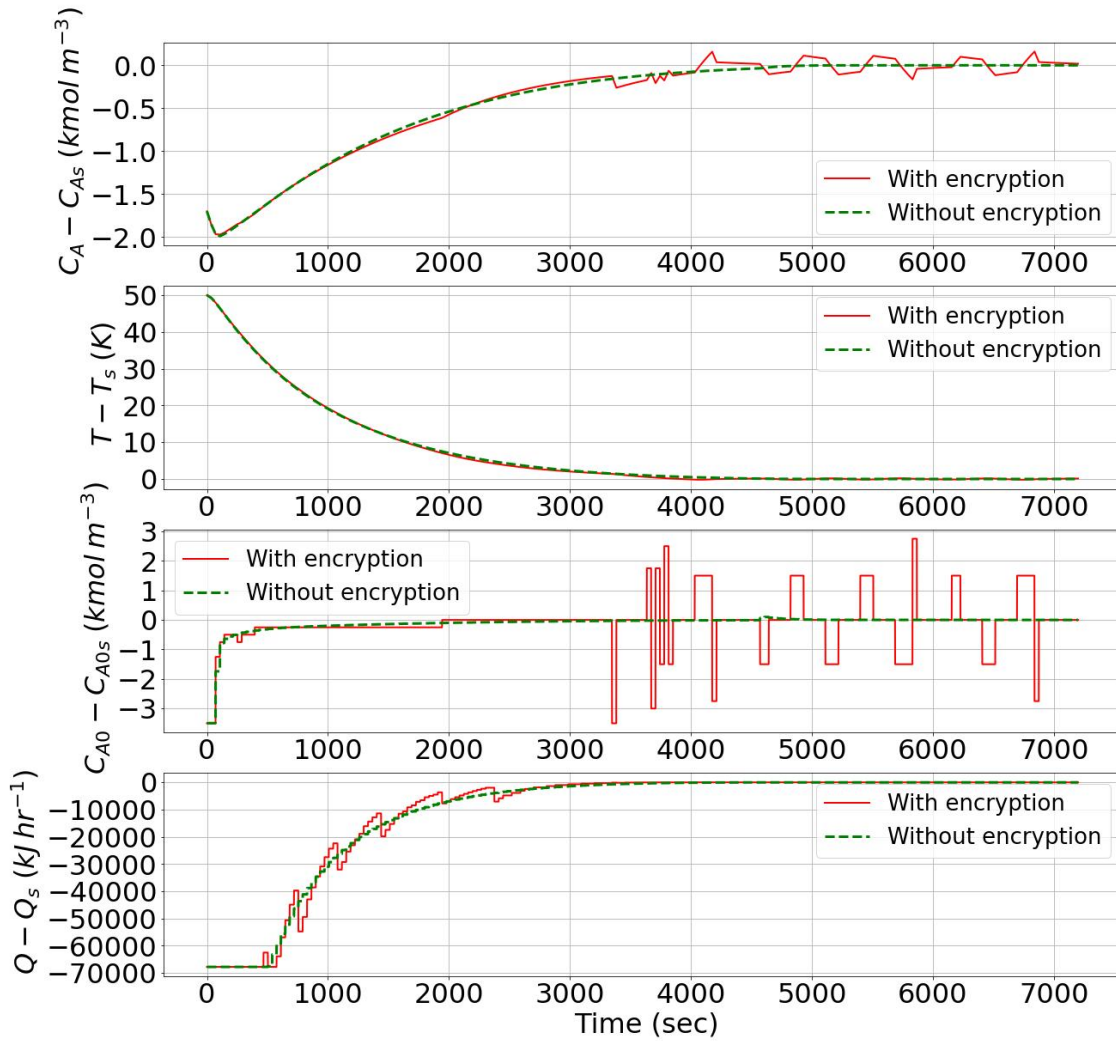 C_A − C_As (kmol m^−3)
0.0
−0.5
−1.0
−1.5
−2.0
With encryption
Without encryption
0 1000 2000 3000 4000 5000 6000 7000
T − T_s (K)
50
40
30
20
10
0
With encryption
Without encryption
0 1000 2000 3000 4000 5000 6000 7000
C_A0 − C_A0s (kmol m^−3)
3
2
1
0
−1
−2
−3
With encryption
Without encryption
0 1000 2000 3000 4000 5000 6000 7000
Q − Q_s (kJ hr^−1)
0
−10000
−20000
−30000
−40000
−50000
−60000
−70000
With encryption
Without encryption
0 1000 2000 3000 4000 5000 6000 7000
Time (sec)